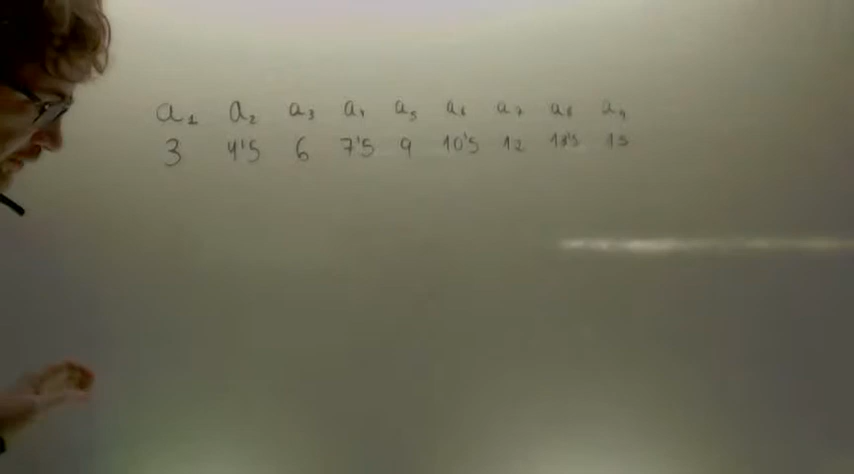 a₁ a₂ a₃ a₄ a₅ a₆ a₇ a₈ a₉
3 4'5 6 7'5 9 10'5 12 13'5 15